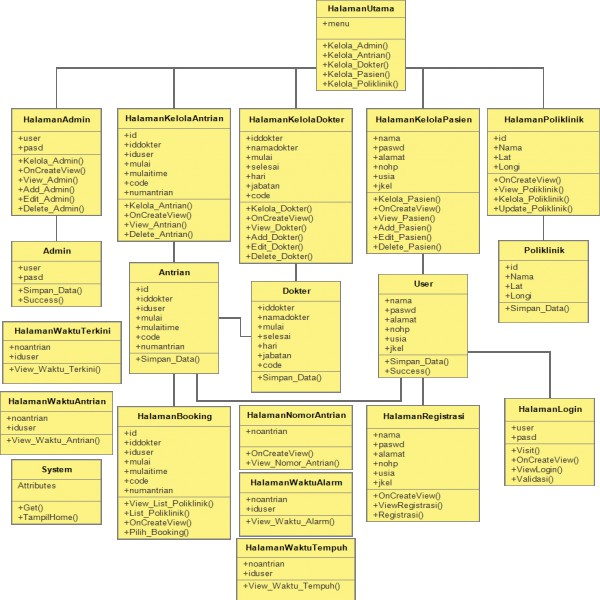 HalamanUtama
+menu
+Kelola_Admin()
+Kelola_Antrian()
+Kelola_Dokter()
+Kelola_Pasien()
+Kelola_Poliklinik()
HalamanAdmin
+user
+pasd
+Kelola_Admin()
+OnCreateView()
+View_Admin()
+Add_Admin()
+Edit_Admin()
+Delete_Admin()
HalamanKelolaAntrian
+id
+iddokter
+iduser
+mulai
+mulaitime
+code
+numantrian
+Kelola_Antrian()
+OnCreateView()
+View_Antrian()
+Delete_Antrian()
HalamanKelolaDokter
+iddokter
+namadokter
+mulai
+selesai
+hari
+jabatan
+code
+Kelola_Dokter()
+OnCreateView()
+View_Dokter()
+Add_Dokter()
+Edit_Dokter()
+Delete_Dokter()
HalamanKelolaPasien
+nama
+paswd
+alamat
+nohp
+usia
+jkel
+Kelola_Pasien()
+OnCreateView()
+View_Pasien()
+Add_Pasien()
+Edit_Pasien()
+Delete_Pasien()
HalamanPoliklinik
+id
+Nama
+Lat
+Longi
+OnCreateView()
+View_Poliklinik()
+Kelola_Poliklinik()
+Update_Poliklinik()
Admin
+user
+pasd
+Simpan_Data()
+Success()
Antrian
+id
+iddokter
+iduser
+mulai
+mulaitime
+code
+numantrian
+Simpan_Data()
Dokter
+iddokter
+namadokter
+mulai
+selesai
+hari
+jabatan
+code
+Simpan_Data()
User
+nama
+paswd
+alamat
+nohp
+usia
+jkel
+Simpan_Data()
+Success()
Poliklinik
+id
+Nama
+Lat
+Longi
+Simpan_Data()
HalamanWaktuTerkini
+noantrian
+iduser
+View_Waktu_Terkini()
HalamanWaktuAntrian
+noantrian
+iduser
+View_Waktu_Antrian()
System
Attributes
+Get()
+TampilHome()
HalamanBooking
+id
+iddokter
+iduser
+mulai
+mulaitime
+code
+numantrian
+View_List_Poliklinik()
+List_Poliklinik()
+OnCreateView()
+Pilih_Booking()
HalamanNomorAntrian
+noantrian
+OnCreateView()
+View_Nomor_Antrian()
HalamanWaktuAlarm
+noantrian
+iduser
+View_Waktu_Alarm()
HalamanWaktuTempuh
+noantrian
+iduser
+View_Waktu_Tempuh()
HalamanRegistrasi
+nama
+paswd
+alamat
+nohp
+usia
+jkel
+OnCreateView()
+ViewRegistrasi()
+Registrasi()
HalamanLogin
+user
+pasd
+Visit()
+OnCreateView()
+ViewLogin()
+Validasi()